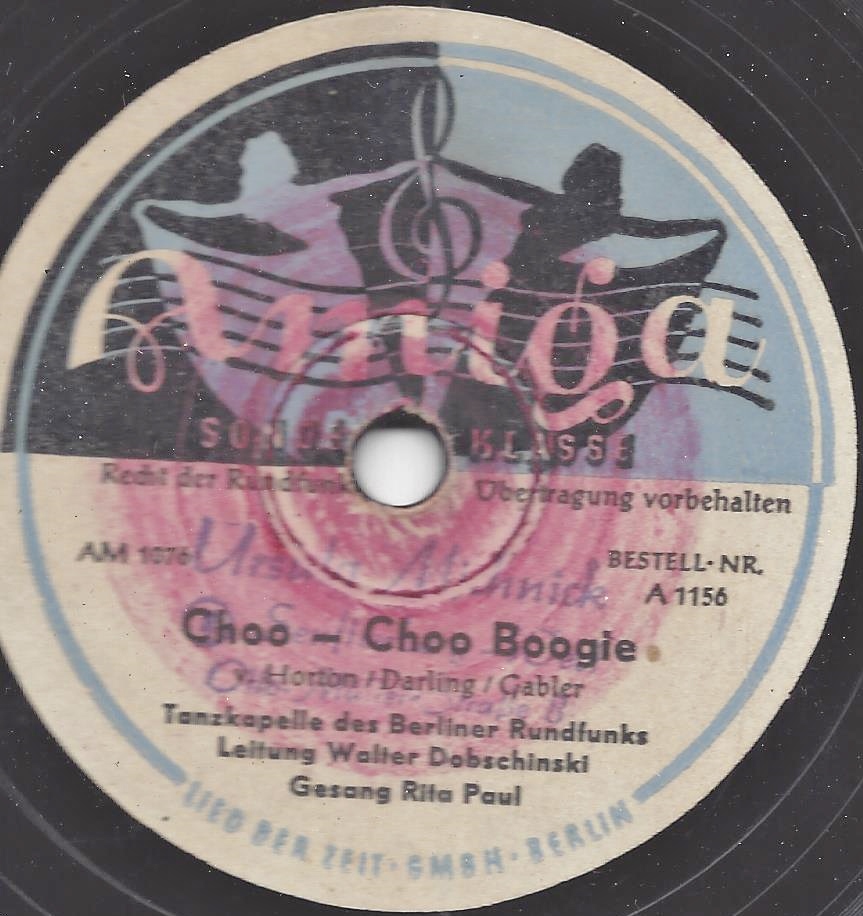 Amiga
KLASSE
Recht der Rundfunk Übertragung vorbehalten
AM 1076
BESTELL-NR.
A 1156
Ursula
Choo – Choo Boogie
v. Horton / Darling / Gabler
Tanzkapelle des Berliner Rundfunks
Leitung Walter Dobschinski
Gesang Rita Paul
LIED DER ZEIT · GMBH · BERLIN